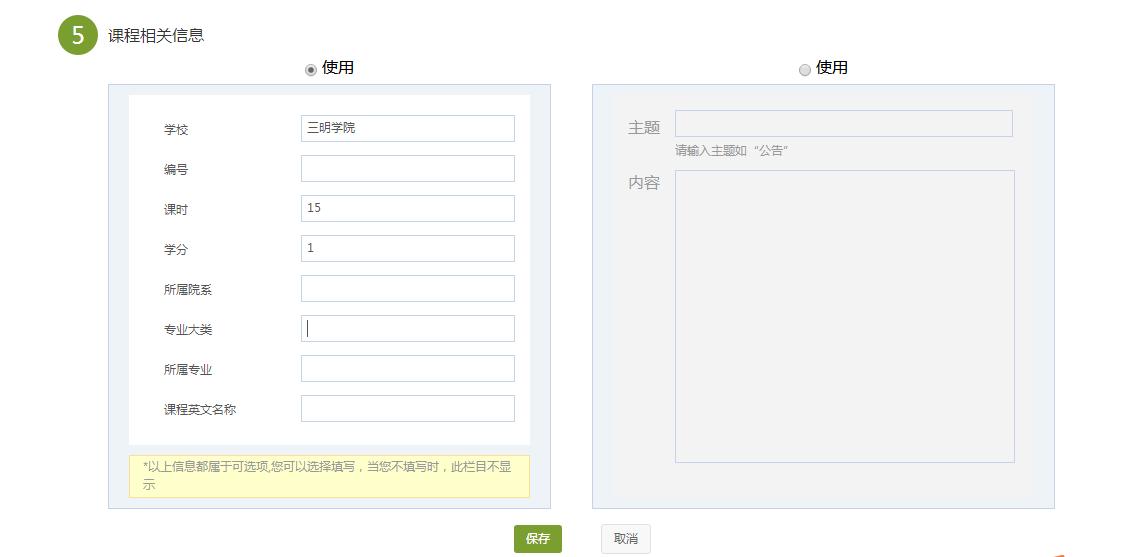 5 课程相关信息
使用
使用
学校 三明学院
编号
课时 15
学分 1
所属院系
专业大类
所属专业
课程英文名称
*以上信息都属于可选项,您可以选择填写，当您不填写时，此栏目不显
示
主题
请输入主题如“公告”
内容
保存
取消